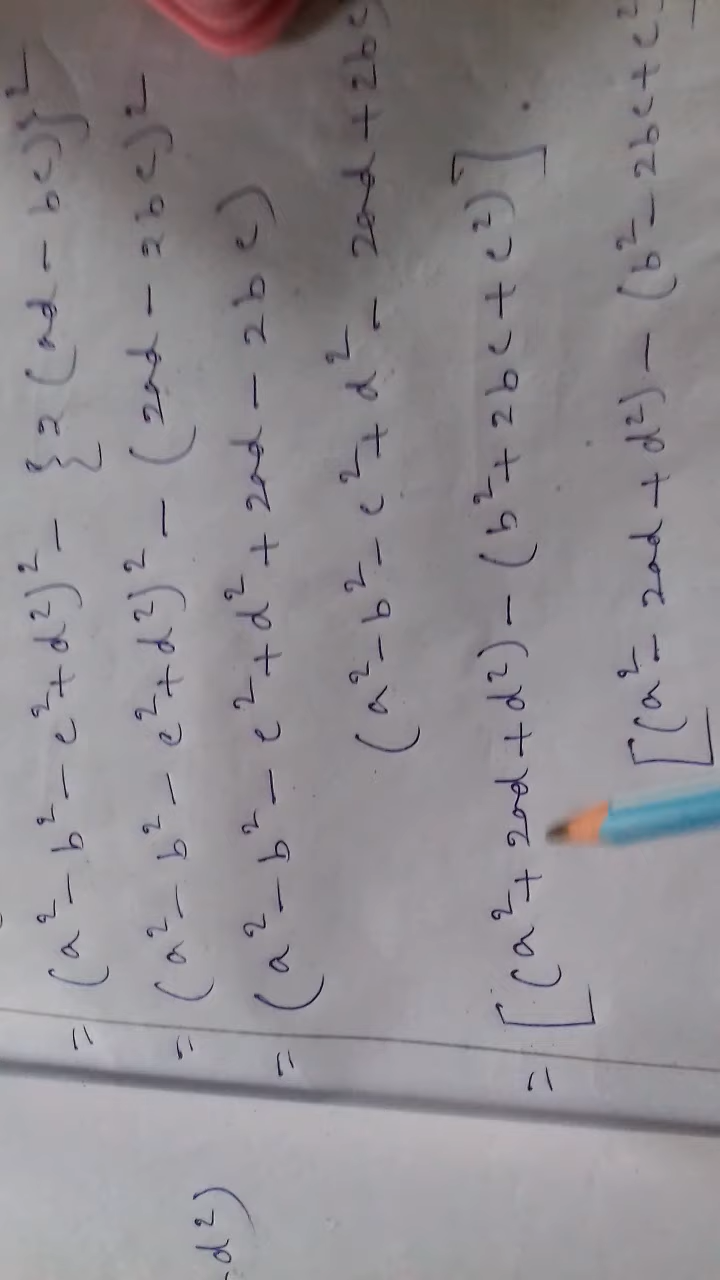 = (a² - b² - c² + d²)² - {2(ad - bc)}²
= (a² - b² - c² + d²)² - (2ad - 2bc)²
= (a² - b² - c² + d² + 2ad - 2bc)
(a² - b² - c² + d² - 2ad + 2bc)
= [(a² + 2ad + d²) - (b² + 2bc + c²)].
[(a² - 2ad + d²) - (b² - 2bc + c²
d²)